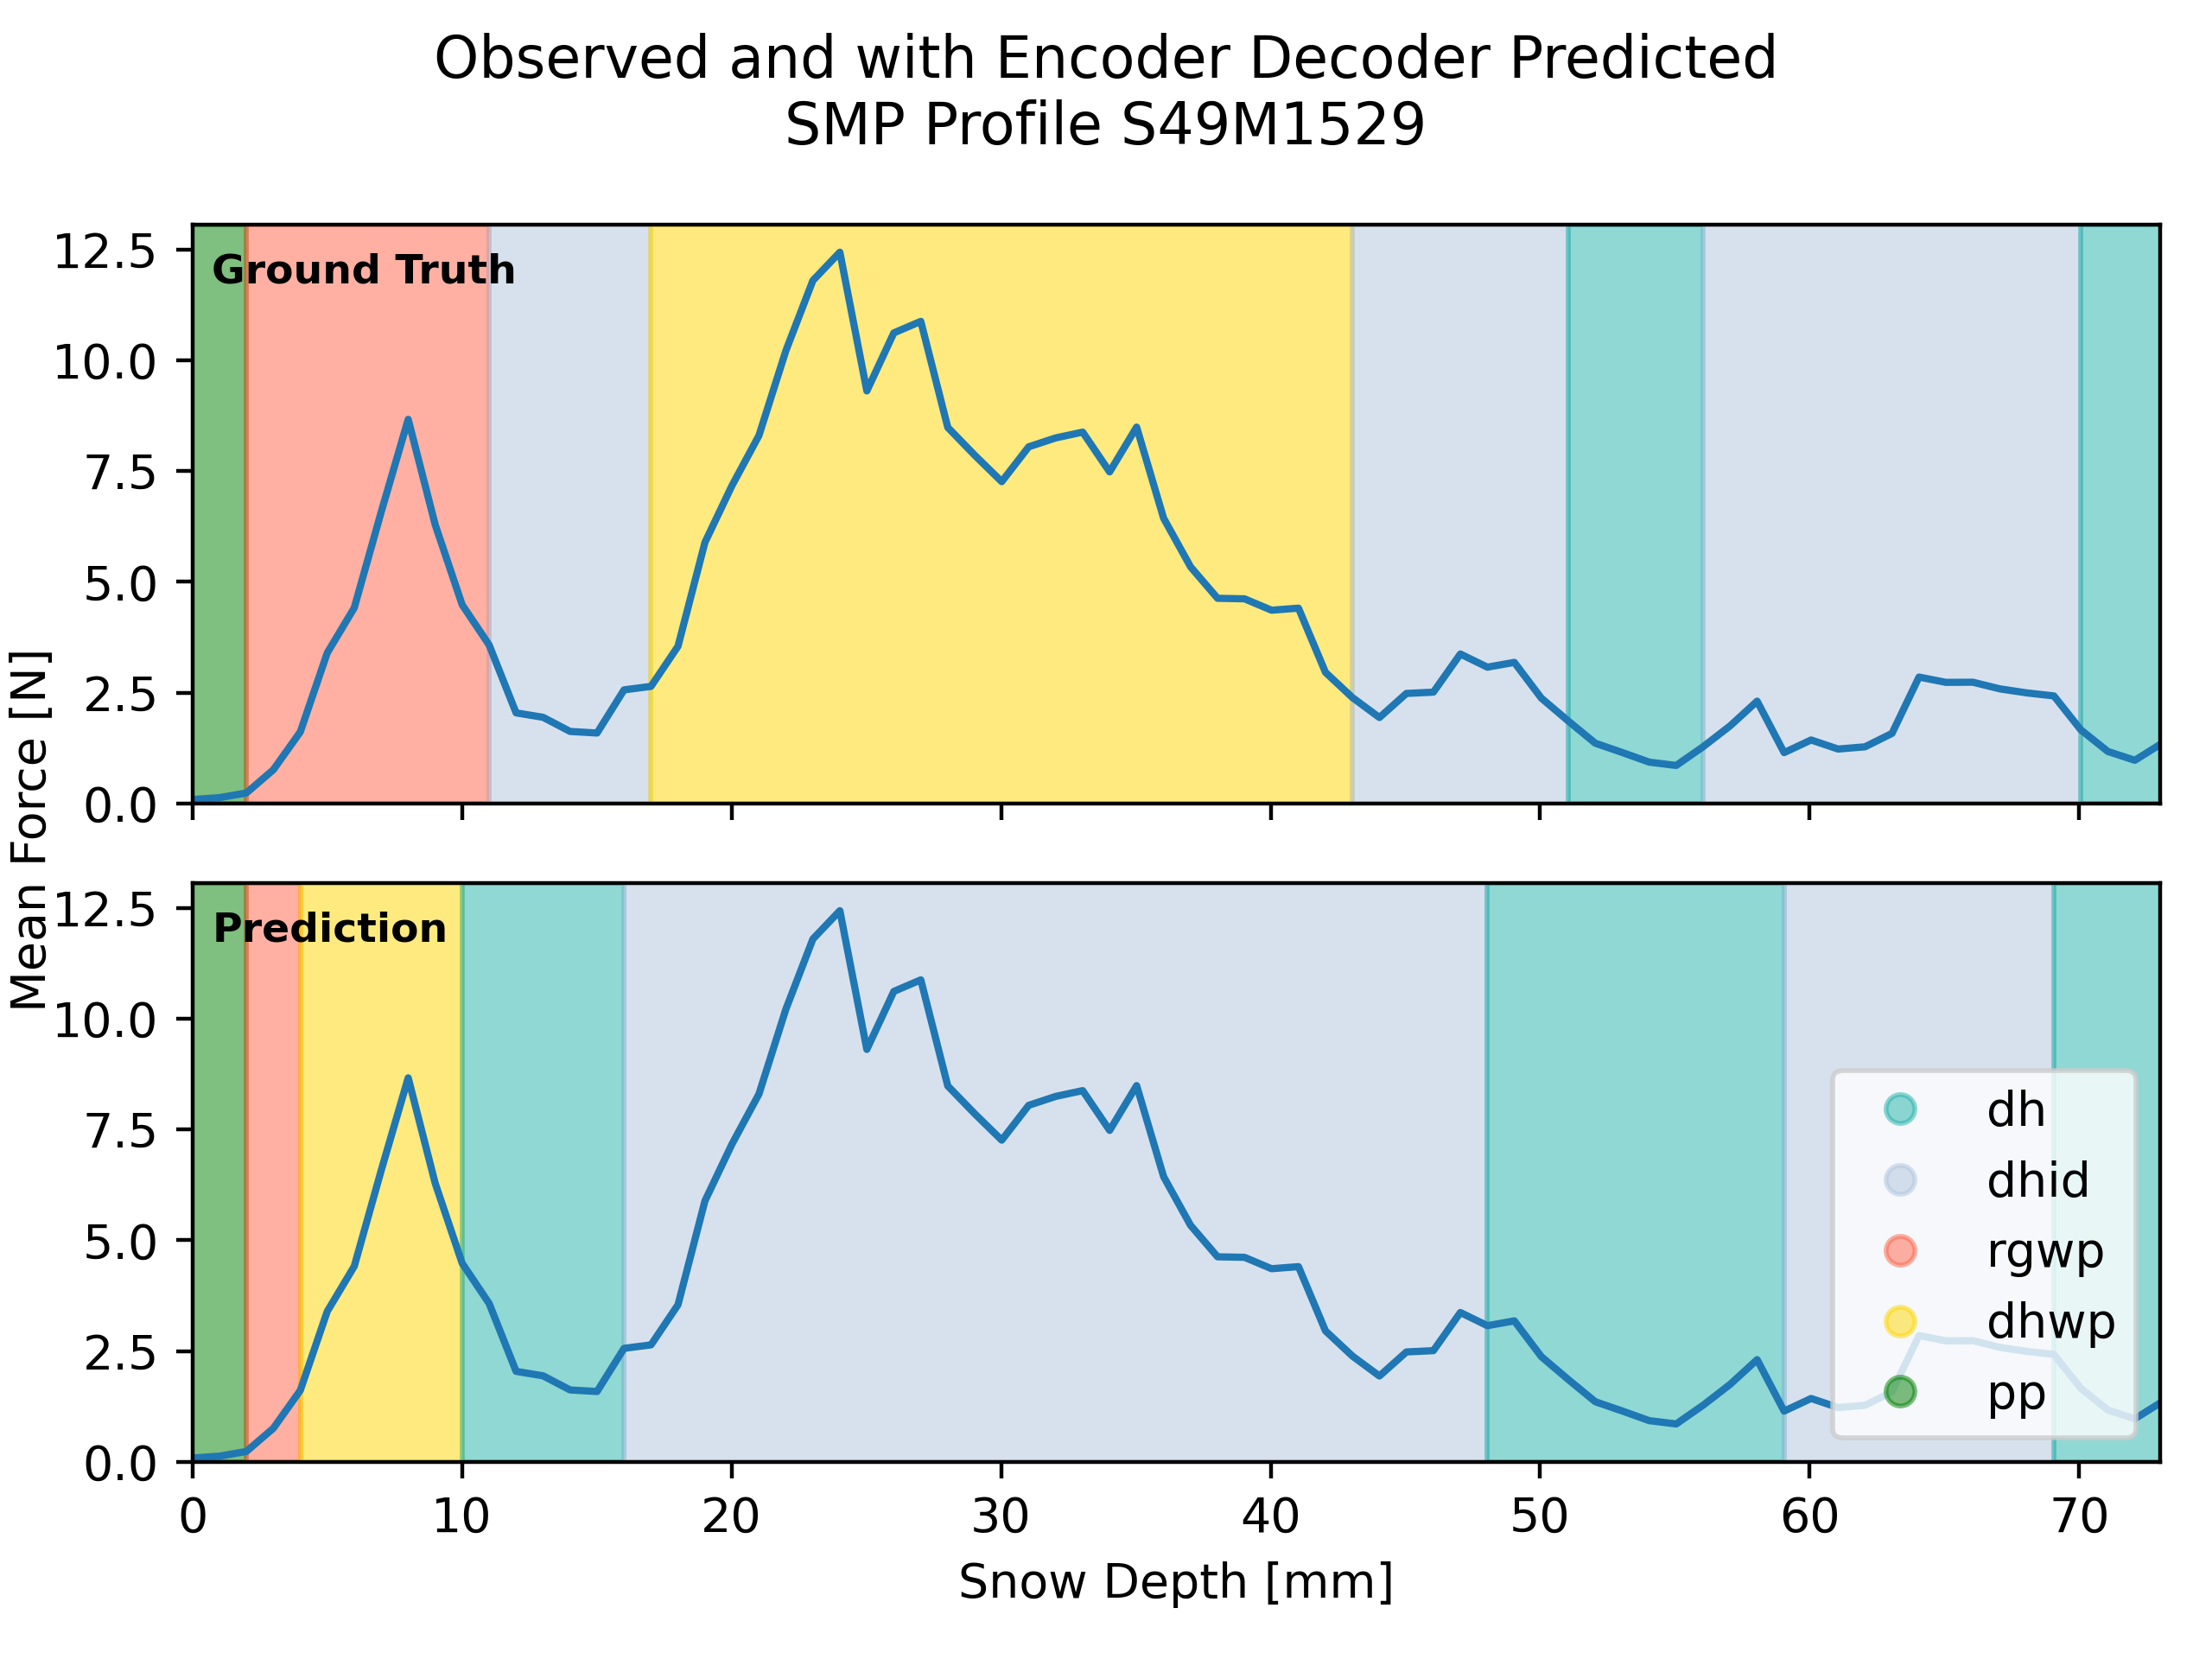 Observed and with Encoder Decoder Predicted
SMP Profile S49M1529
Mean Force [N]
12.5
10.0
7.5
5.0
2.5
0.0
Ground Truth
12.5
10.0
7.5
5.0
2.5
0.0
Prediction
dh
dhid
rgwp
dhwp
pp
0 10 20 30 40 50 60 70
Snow Depth [mm]